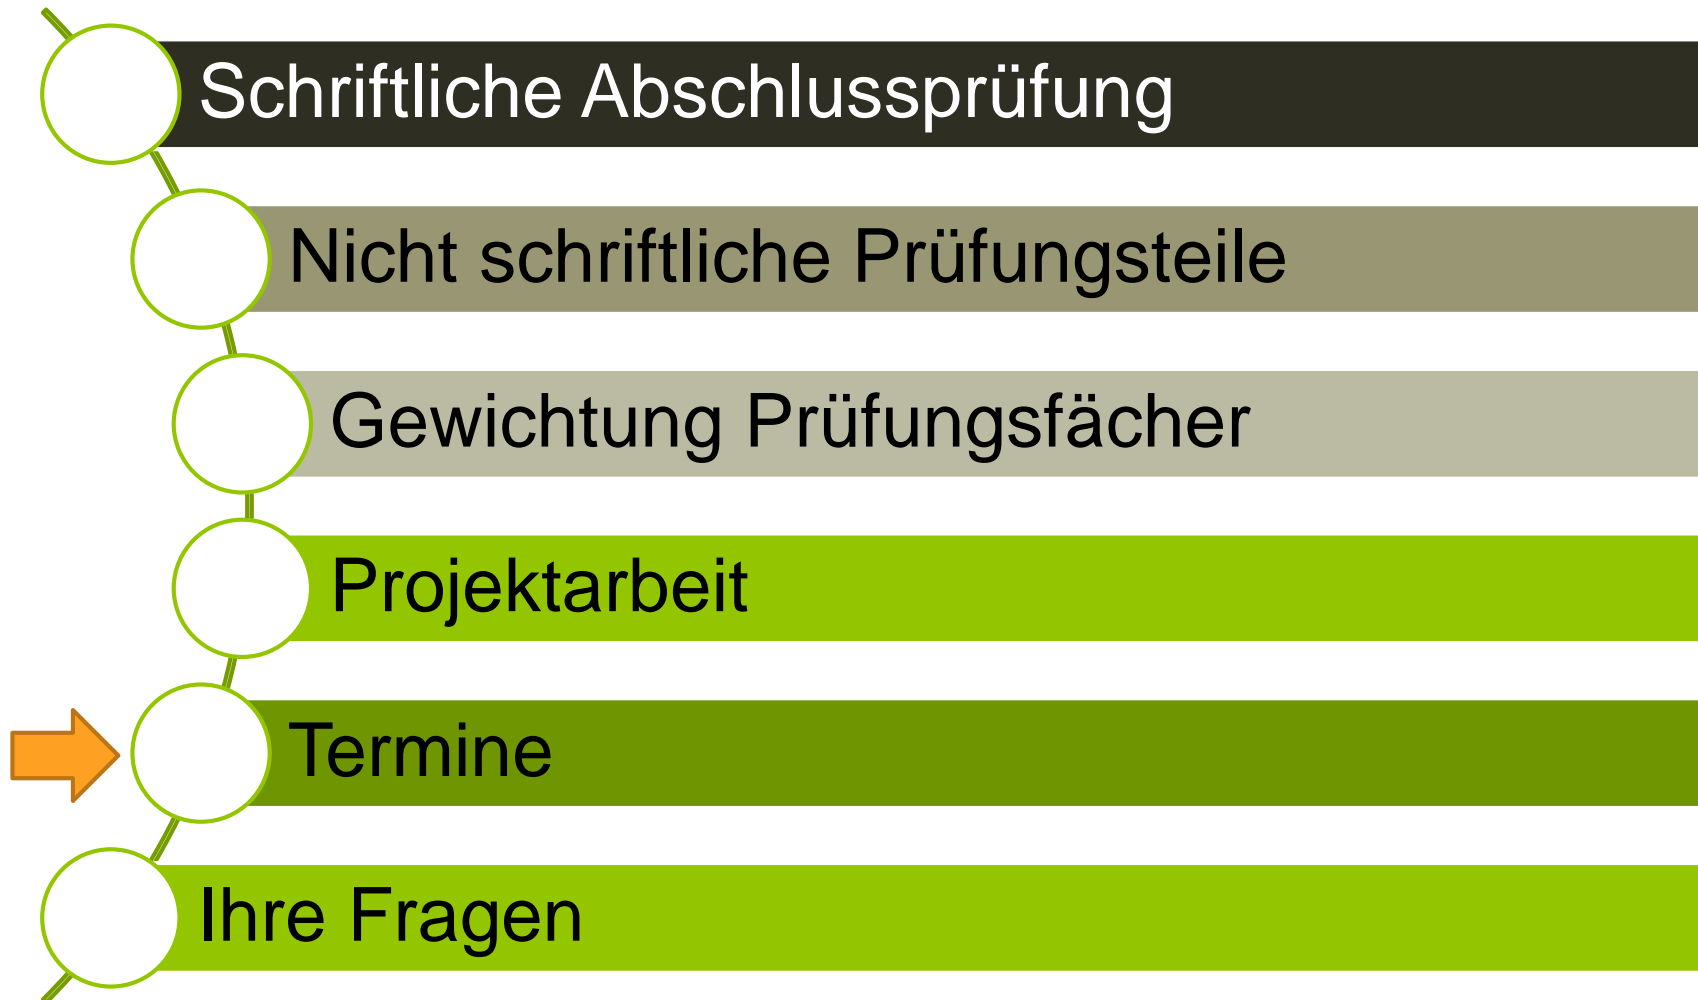 Schriftliche Abschlussprüfung
Nicht schriftliche Prüfungsteile
Gewichtung Prüfungsfächer
Projektarbeit
Termine
Ihre Fragen